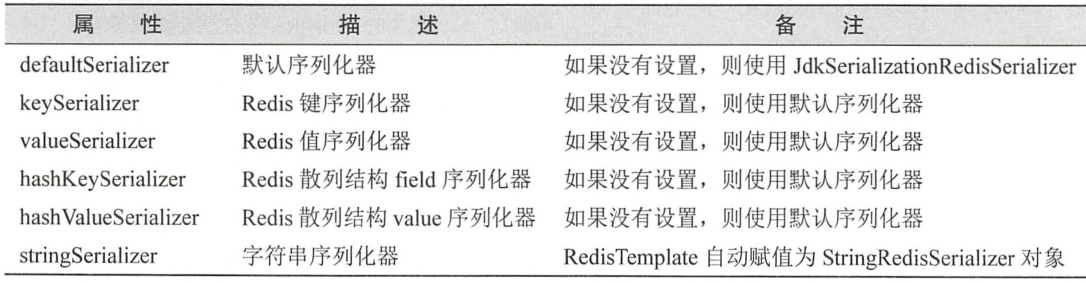 属 性 描 述 备 注
defaultSerializer 默认序列化器 如果没有设置，则使用 JdkSerializationRedisSerializer
keySerializer Redis 键序列化器 如果没有设置，则使用默认序列化器
valueSerializer Redis 值序列化器 如果没有设置，则使用默认序列化器
hashKeySerializer Redis 散列结构 field 序列化器 如果没有设置，则使用默认序列化器
hashValueSerializer Redis 散列结构 value 序列化器 如果没有设置，则使用默认序列化器
stringSerializer 字符串序列化器 RedisTemplate 自动赋值为 StringRedisSerializer 对象